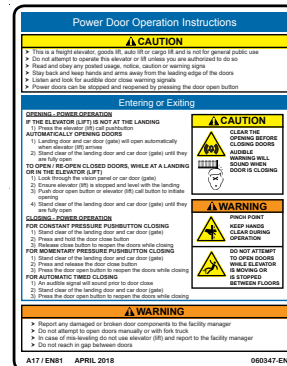 Power Door Operation Instructions
CAUTION
➤ This is a freight elevator, goods lift, auto lift or cargo lift and is not for general public use
➤ Do not attempt to operate this elevator or lift unless you are authorized to do so
➤ Read and obey any posted usage, notice, caution or warning signs
➤ Stay back and keep hands and arms away from the leading edge of the doors
➤ Listen and look for audible door close warning signals
➤ Powered doors can be stopped and reopened by pressing the door open button
Entering or Exiting
OPENING - POWER OPERATION
IF THE ELEVATOR (LIFT) IS NOT AT THE LANDING
1) Press the elevator (lift) call pushbutton
AUTOMATICALLY OPENING DOORS
1) Landing door and car door (gate) will open automatically
when elevator (lift) arrives
2) Stand clear of the landing door and car door (gate) until they
are fully open
TO OPEN / RE-OPEN CLOSED DOORS, WHILE AT A LANDING
OR IN THE ELEVATOR (LIFT)
1) Look through the vision panel or car door (gate)
2) Ensure elevator (lift) is stopped and level with the landing
3) Push door open button or elevator (lift) call button to initiate
opening
4) Stand clear of the landing door and car door (gate) until they
are fully open
CLOSING - POWER OPERATION
FOR CONSTANT PRESSURE PUSHBUTTON CLOSING
1) Stand clear of the landing door and car door (gate)
2) Press and hold the door close button
3) Release close button to reopen the doors while closing
FOR MOMENTARY PRESSURE PUSHBUTTON CLOSING
1) Stand clear of the landing door and car door (gate)
2) Press and release the door close button
3) Press the door open button to reopen the doors while closing
FOR AUTOMATIC TIMED CLOSING
1) An audible signal will sound prior to door close
2) Stand clear of the landing door and car door (gate)
3) Press the door open button to reopen the doors while closing
CAUTION
CLEAR THE
OPENING BEFORE
CLOSING DOORS
AUDIBLE
WARNING WILL
SOUND WHEN
DOOR IS CLOSING
WARNING
PINCH POINT
KEEP HANDS
CLEAR DURING
OPERATION
DO NOT ATTEMPT
TO OPEN DOORS
WHILE ELEVATOR
IS MOVING OR
IS STOPPED
BETWEEN FLOORS
WARNING
➤ Report any damaged or broken door components to the facility manager
➤ Do not attempt to open doors manually or with fork truck
➤ In case of mis-leveling do not use elevator (lift) and report to the facility manager
➤ Do not reach in gap between doors
A17 / EN81 APRIL 2018 060347-EN